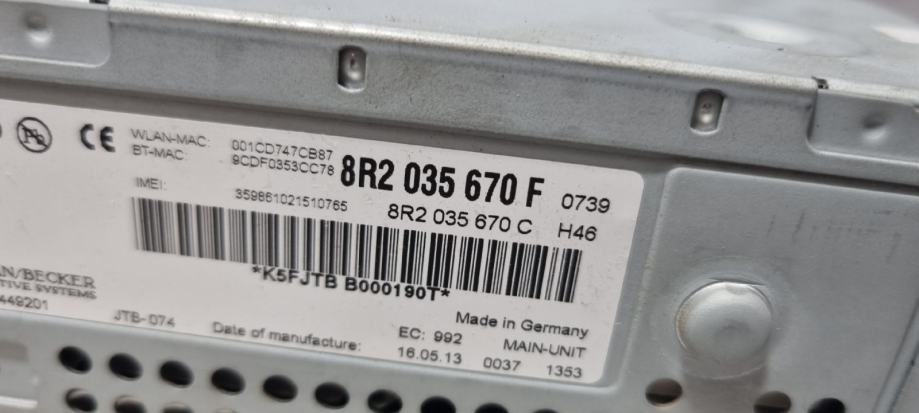 Pb
CE
WLAN-MAC: 001CD747CB87
BT-MAC: 9CDF0353CC78
8R2 035 670 F 0739
IMEI: 359861021510765
8R2 035 670 C H46
*K5FJTB B000190T*
AN/BECKER
TIVE SYSTEMS
449201
JTB-074
Made in Germany
EC: 992 MAIN-UNIT
Date of manufacture: 16.05.13 0037 1353